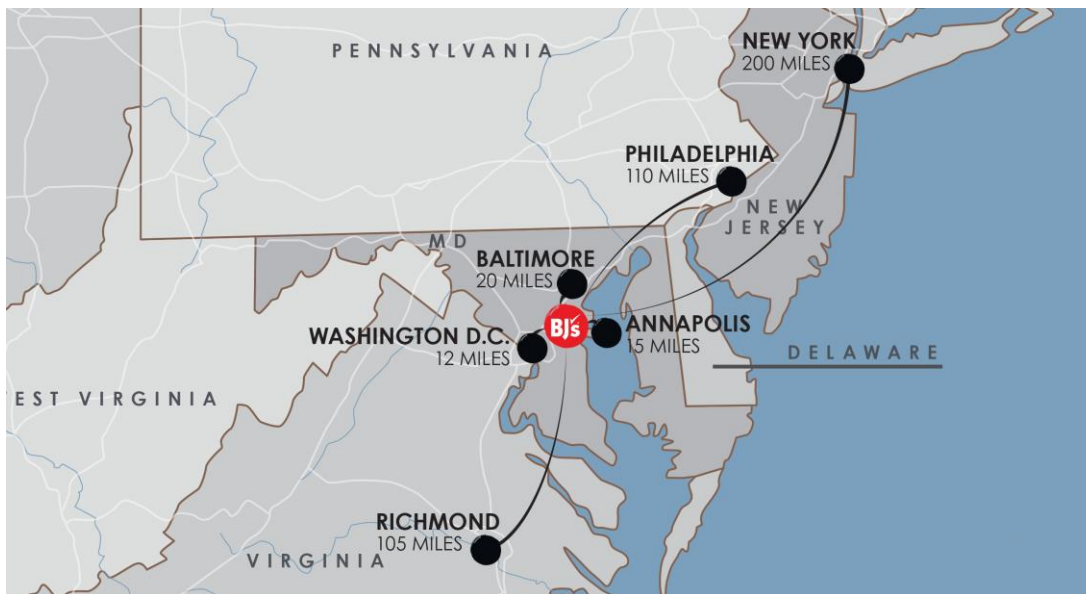 PENNSYLVANIA
NEW YORK
200 MILES
PHILADELPHIA
110 MILES
NEW
JERSEY
MD
BALTIMORE
20 MILES
BJ's
WASHINGTON D.C.
12 MILES
ANNAPOLIS
15 MILES
DELAWARE
EST VIRGINIA
RICHMOND
105 MILES
VIRGINIA